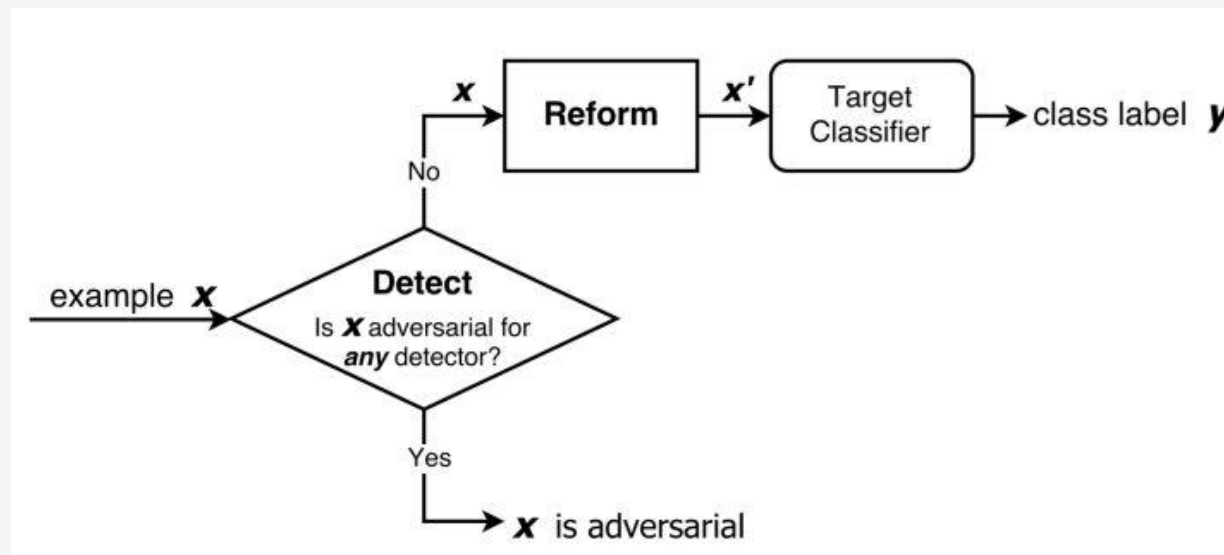 x
Reform
x'
Target
Classifier
class label y
No
example x
Detect
Is x adversarial for
any detector?
Yes
x is adversarial